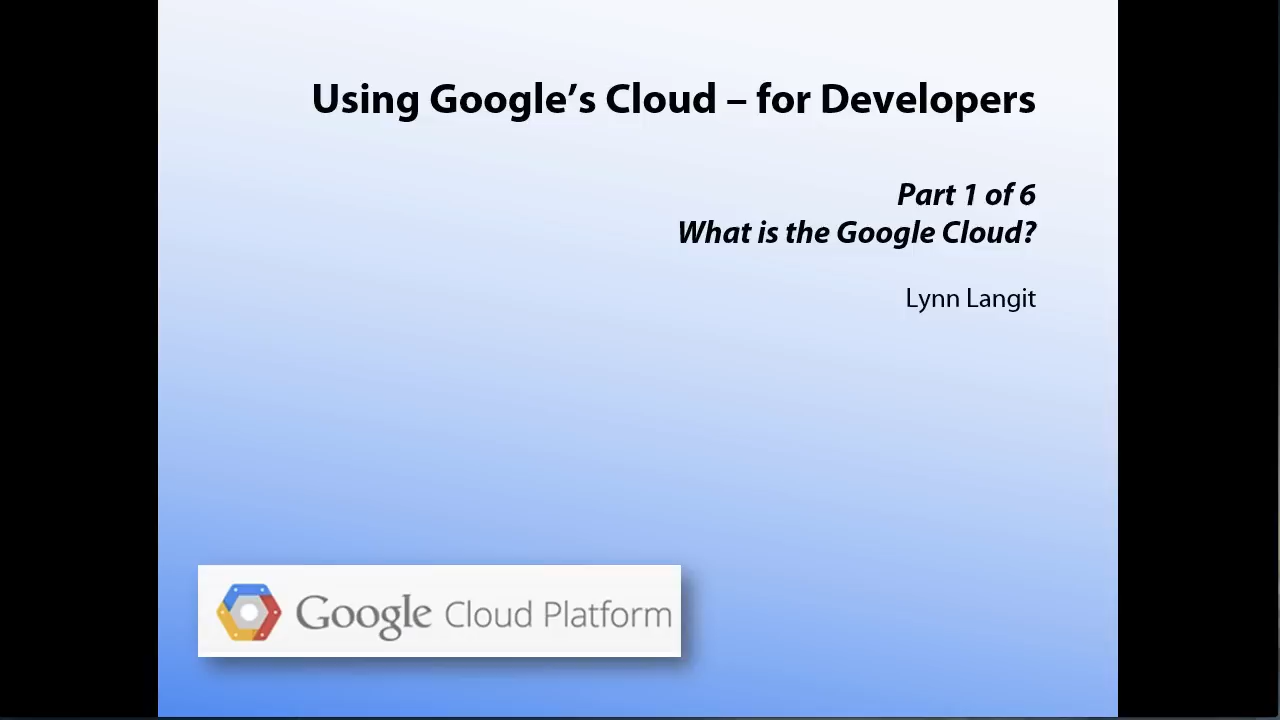 Using Google’s Cloud – for Developers
Part 1 of 6
What is the Google Cloud?
Lynn Langit
Google Cloud Platform